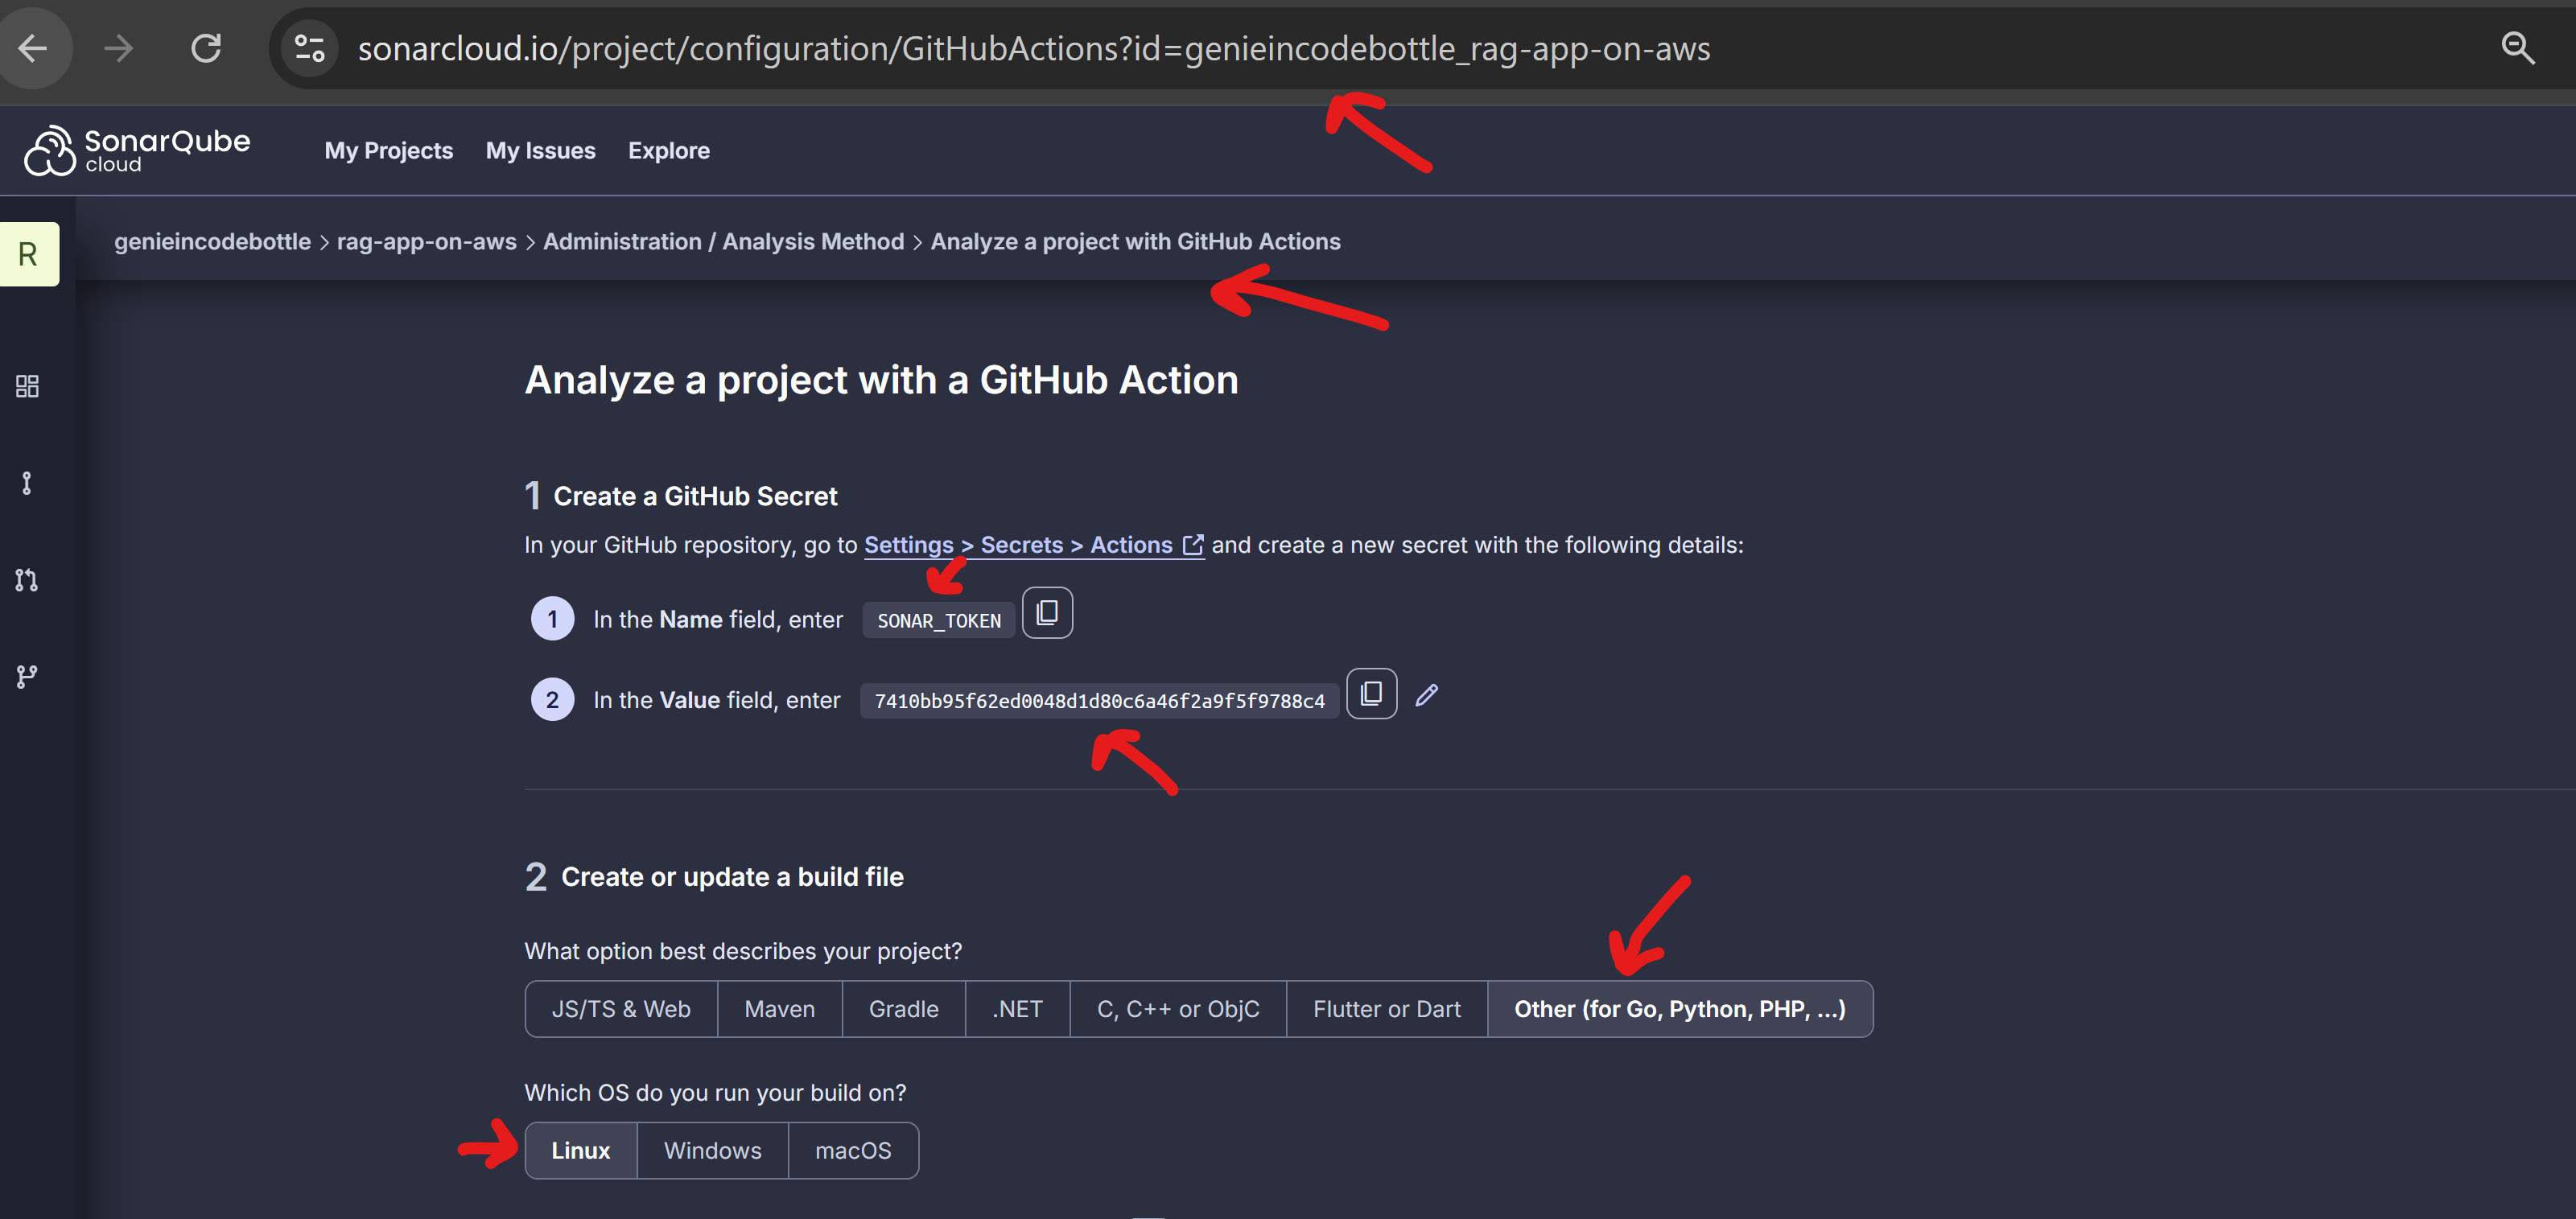 sonarcloud.io/project/configuration/GitHubActions?id=genieincodebottle_rag-app-on-aws
SonarQube
cloud
My Projects My Issues Explore
R
genieincodebottle > rag-app-on-aws > Administration / Analysis Method > Analyze a project with GitHub Actions
Analyze a project with a GitHub Action
1 Create a GitHub Secret
In your GitHub repository, go to Settings > Secrets > Actions and create a new secret with the following details:
1 In the Name field, enter SONAR_TOKEN
2 In the Value field, enter 7410bb95f62ed0048d1d80c6a46f2a9f5f9788c4
2 Create or update a build file
What option best describes your project?
JS/TS & Web Maven Gradle .NET C, C++ or ObjC Flutter or Dart Other (for Go, Python, PHP, ...)
Which OS do you run your build on?
Linux Windows macOS